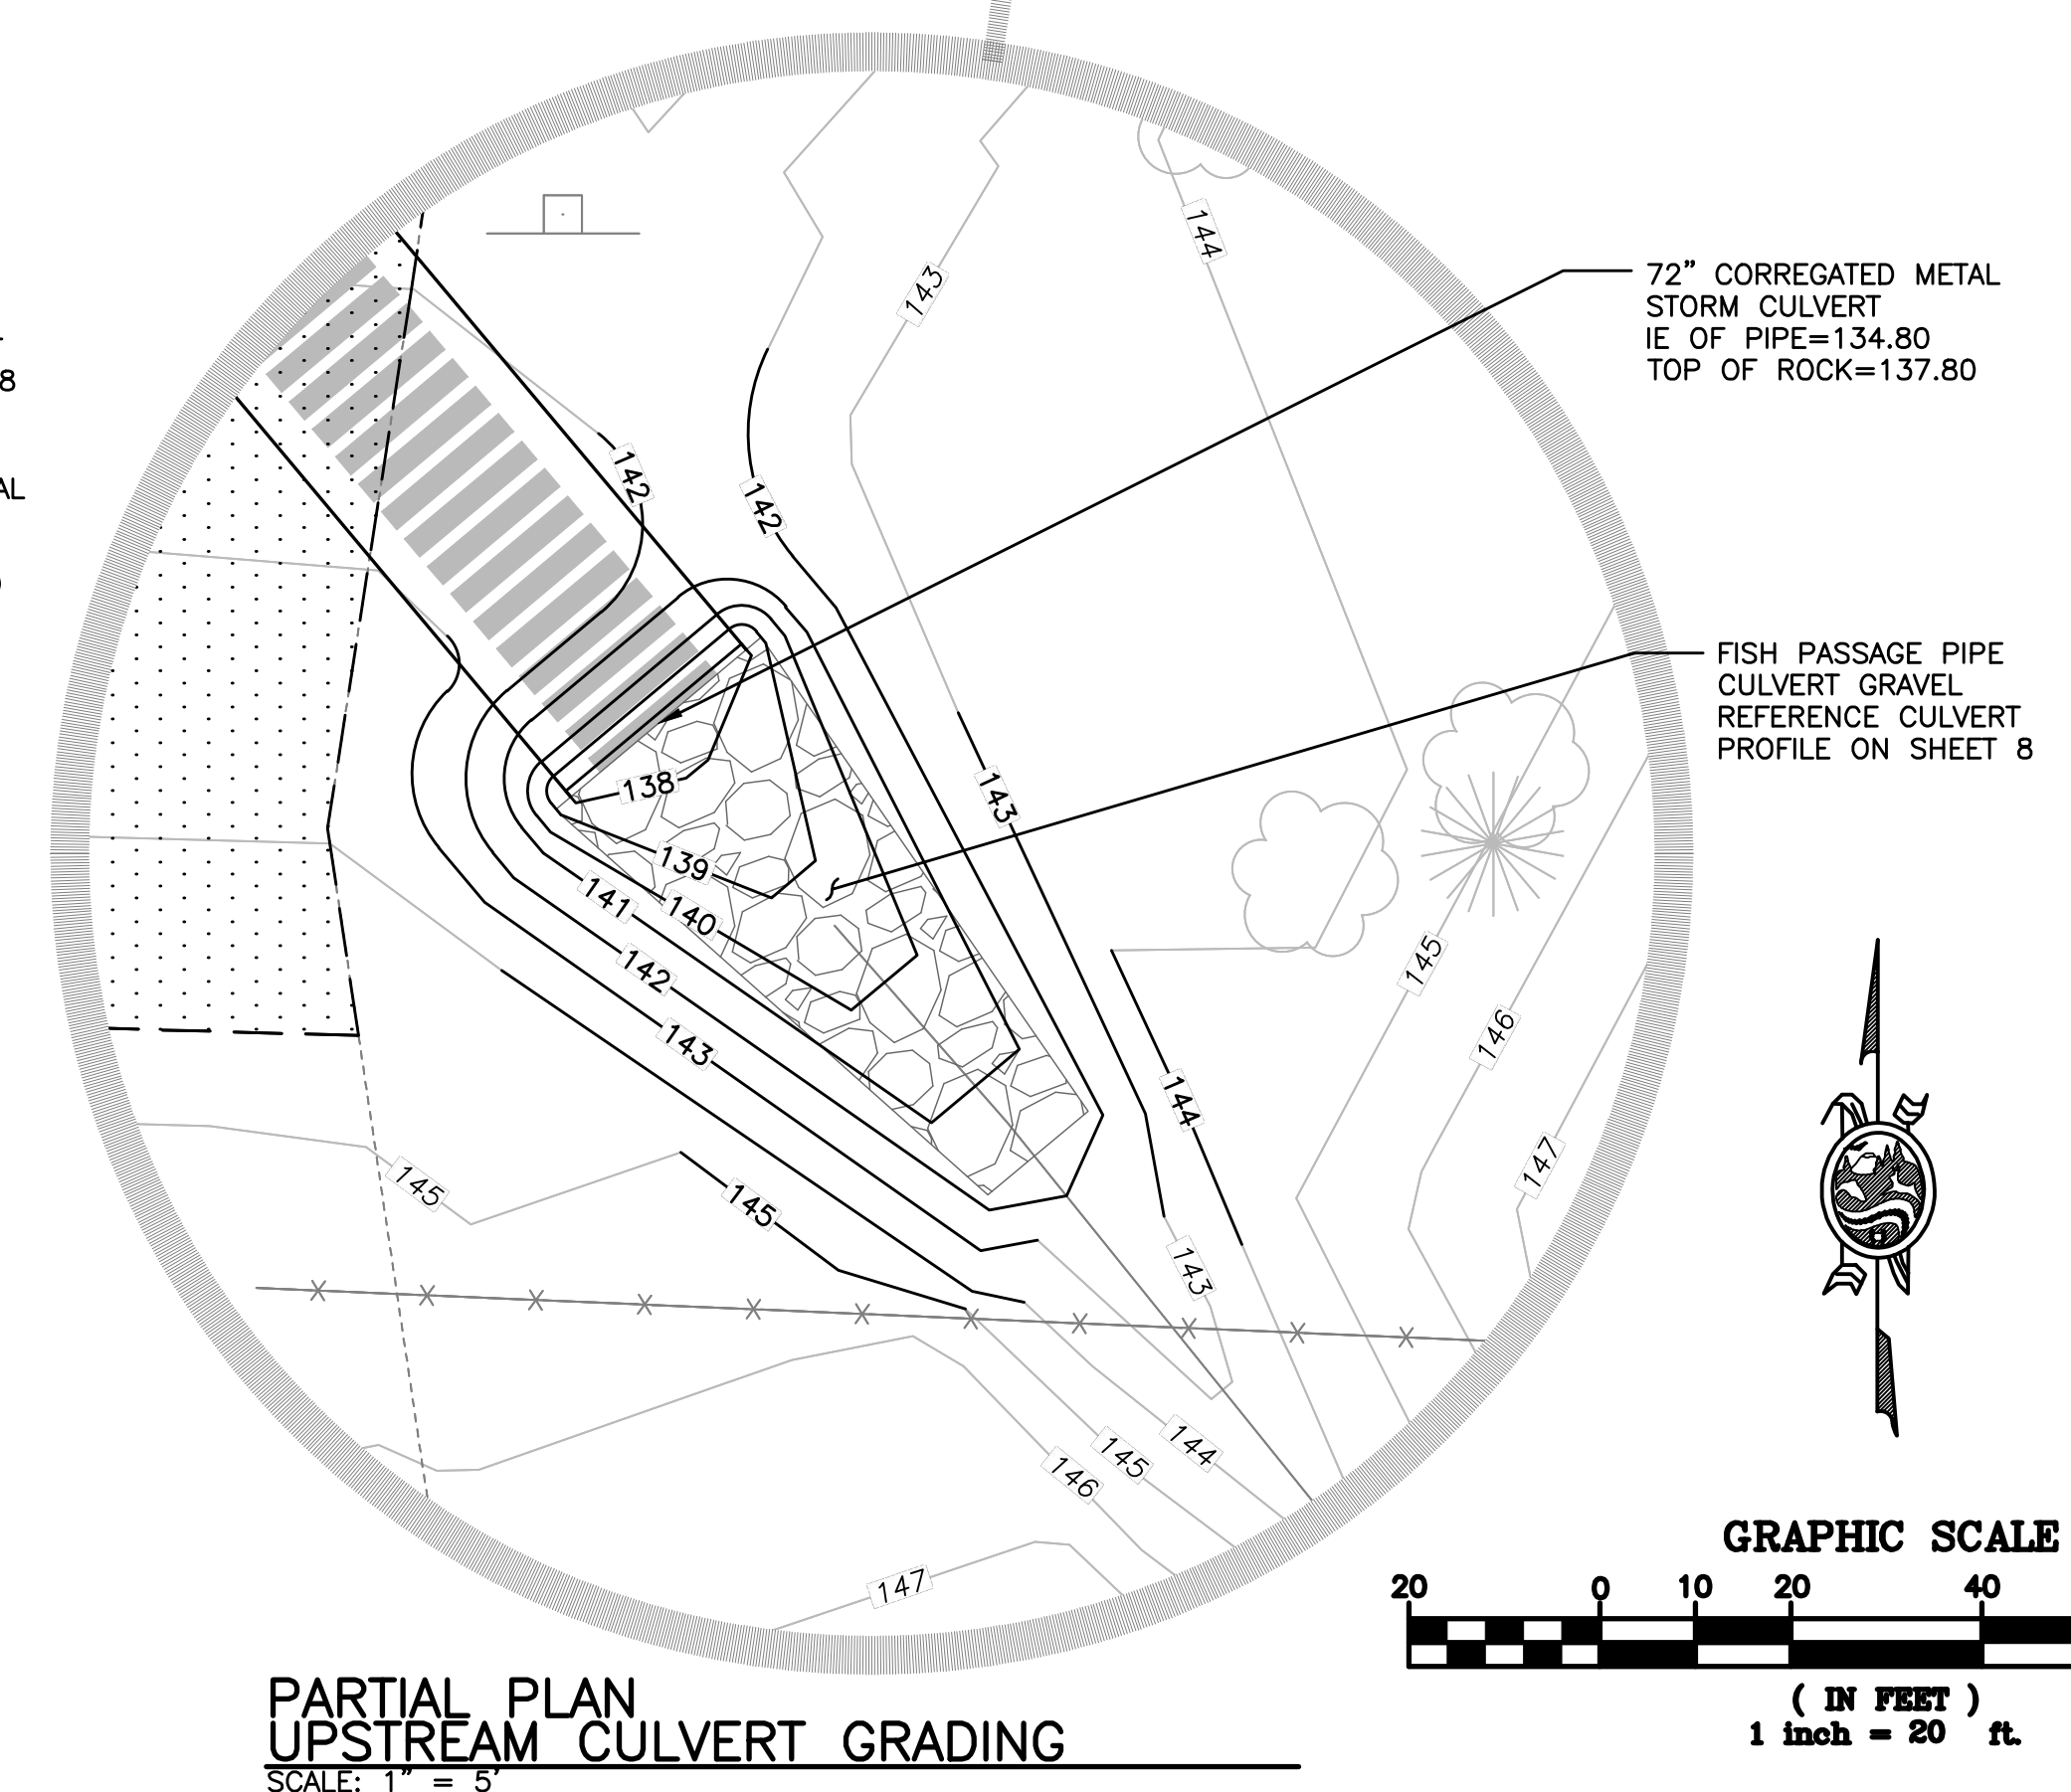 8
AL
144
143
142
142
72" CORREGATED METAL
STORM CULVERT
IE OF PIPE=134.80
TOP OF ROCK=137.80
FISH PASSAGE PIPE
CULVERT GRAVEL
REFERENCE CULVERT
PROFILE ON SHEET 8
138
143
139
141
140
142
143
145
146
144
147
145
145
143
144
145
146
147
GRAPHIC SCALE
20 0 10 20 40
( IN FEET )
1 inch = 20 ft.
PARTIAL PLAN
UPSTREAM CULVERT GRADING
SCALE: 1" = 5'